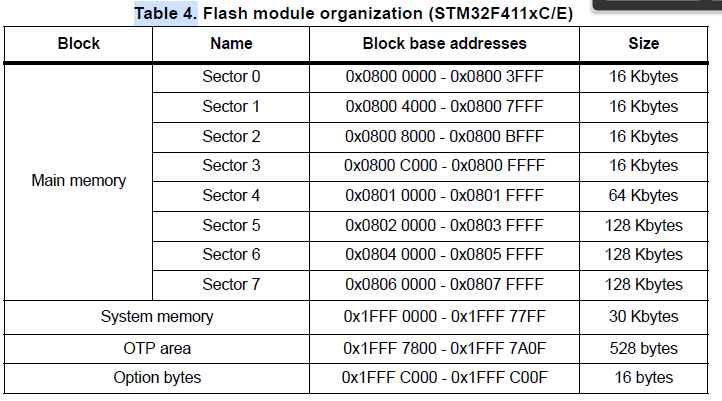 Table 4. Flash module organization (STM32F411xC/E)
Block Name Block base addresses Size
Main memory
Sector 0 0x0800 0000 - 0x0800 3FFF 16 Kbytes
Sector 1 0x0800 4000 - 0x0800 7FFF 16 Kbytes
Sector 2 0x0800 8000 - 0x0800 BFFF 16 Kbytes
Sector 3 0x0800 C000 - 0x0800 FFFF 16 Kbytes
Sector 4 0x0801 0000 - 0x0801 FFFF 64 Kbytes
Sector 5 0x0802 0000 - 0x0803 FFFF 128 Kbytes
Sector 6 0x0804 0000 - 0x0805 FFFF 128 Kbytes
Sector 7 0x0806 0000 - 0x0807 FFFF 128 Kbytes
System memory 0x1FFF 0000 - 0x1FFF 77FF 30 Kbytes
OTP area 0x1FFF 7800 - 0x1FFF 7A0F 528 bytes
Option bytes 0x1FFF C000 - 0x1FFF C00F 16 bytes